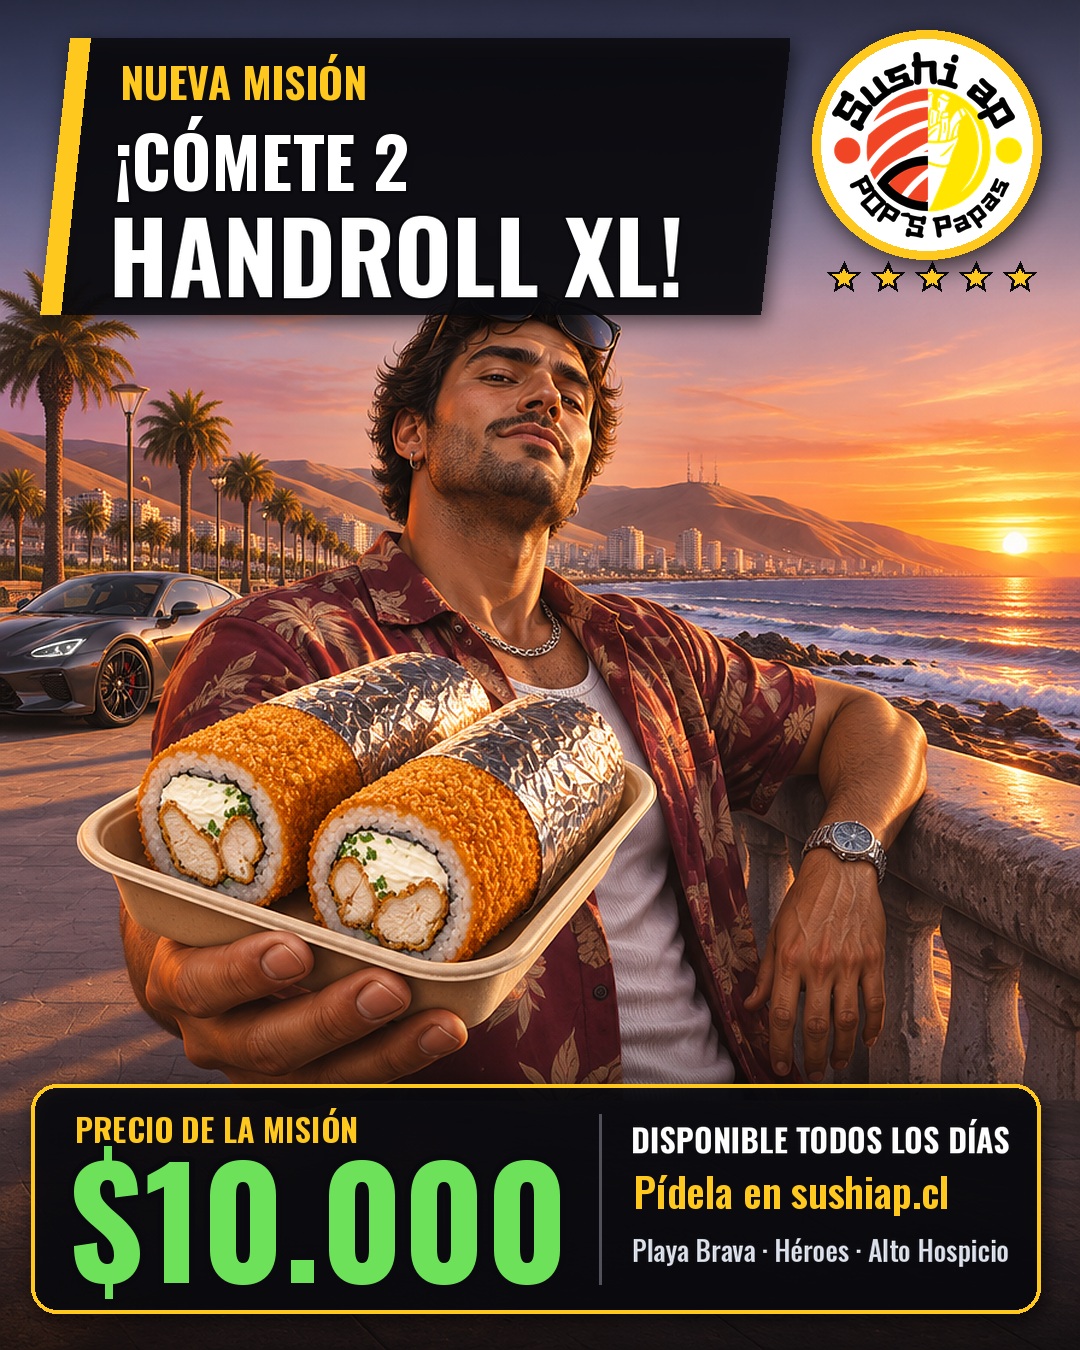 NUEVA MISIÓN
¡CÓMETE 2
HANDROLL XL!
Sushi ap
POP'S Papas
PRECIO DE LA MISIÓN
$10.000
DISPONIBLE TODOS LOS DÍAS
Pídela en sushiap.cl
Playa Brava · Héroes · Alto Hospicio